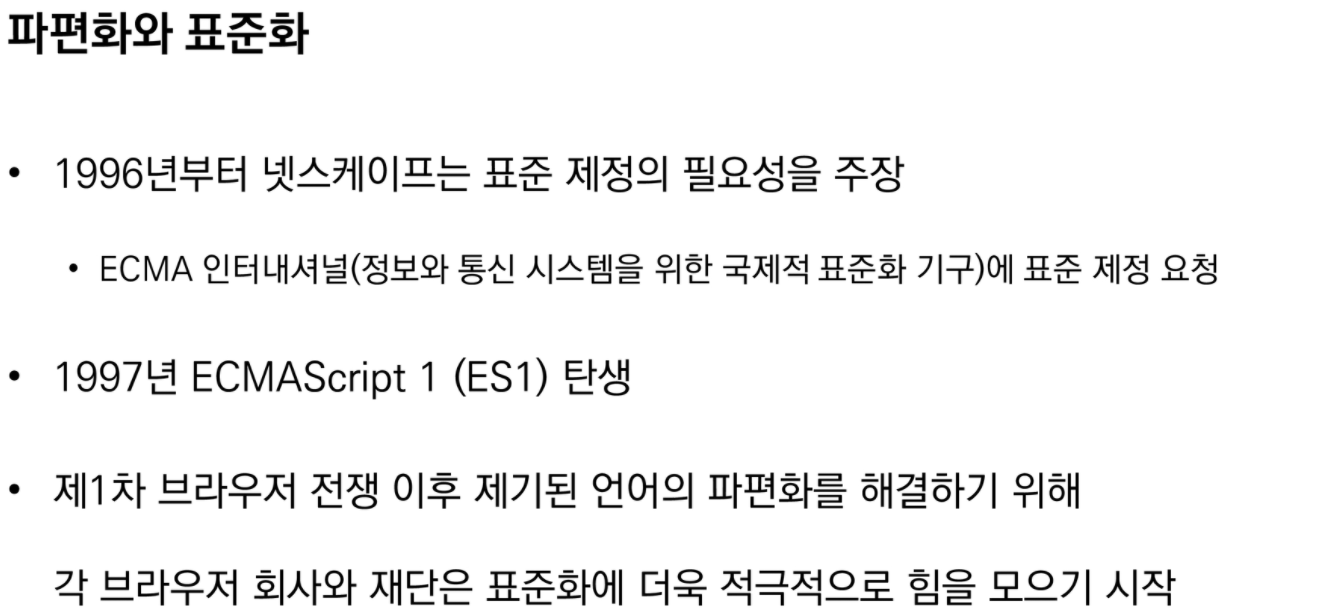 파편화와 표준화
• 1996년부터 넷스케이프는 표준 제정의 필요성을 주장
• ECMA 인터내셔널(정보와 통신 시스템을 위한 국제적 표준화 기구)에 표준 제정 요청
• 1997년 ECMAScript 1 (ES1) 탄생
• 제1차 브라우저 전쟁 이후 제기된 언어의 파편화를 해결하기 위해
각 브라우저 회사와 재단은 표준화에 더욱 적극적으로 힘을 모으기 시작